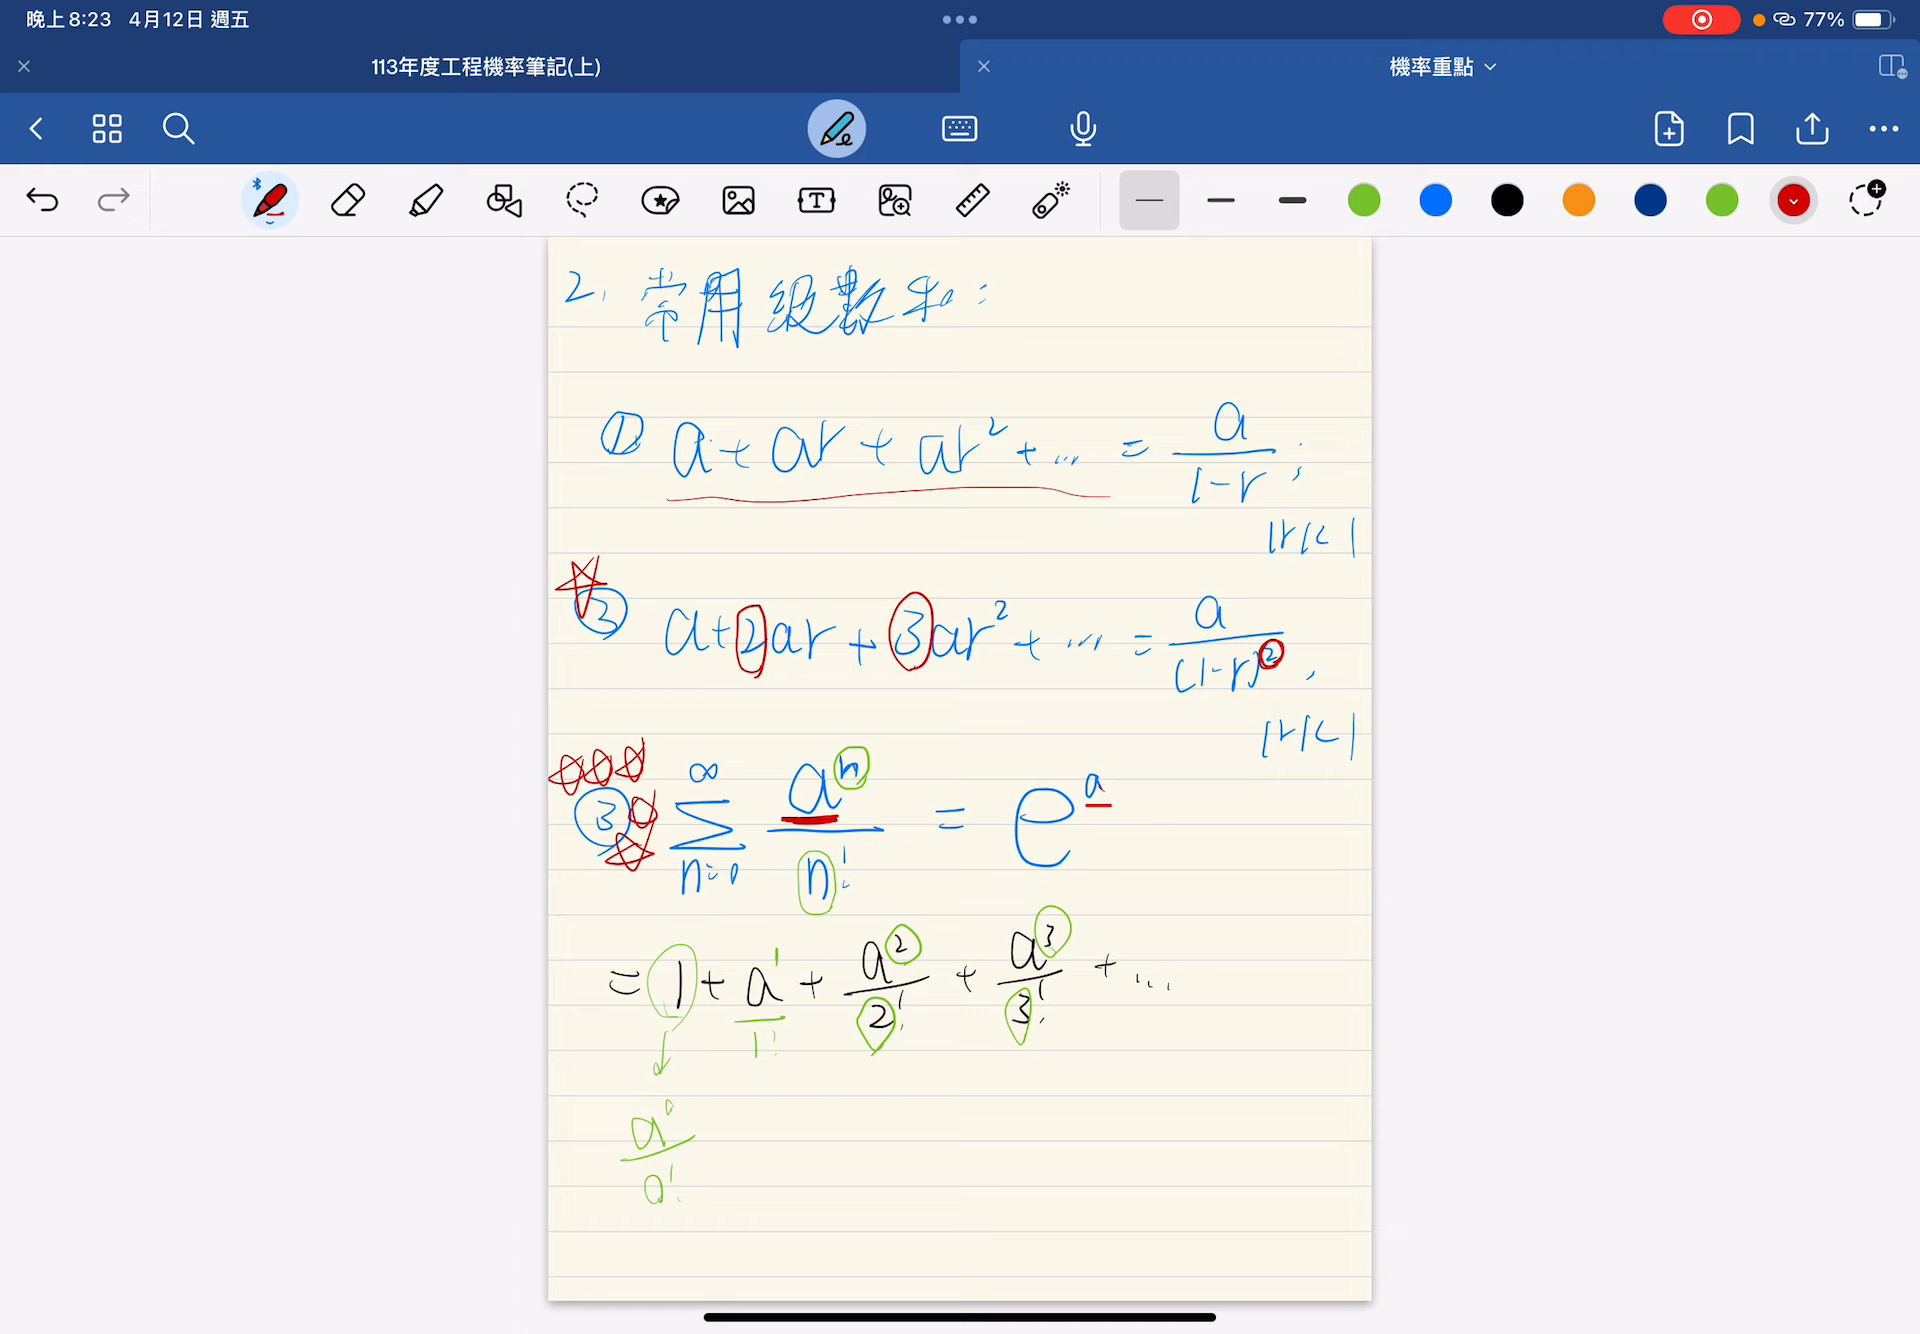 晚上8:23 4月12日 週五 77%
113年度工程機率筆記(上) 機率重點
2. 常用級數和:
① a + ar + ar² + ... = a/(1-r),
|r|<1
② a + 2ar + 3ar² + ... = a/(1-r)²,
|r|<1
③ ∞∑n=0 aⁿ/n! = eᵃ
= 1 + a¹/1! + a²/2! + a³/3! + ...
a⁰/0!